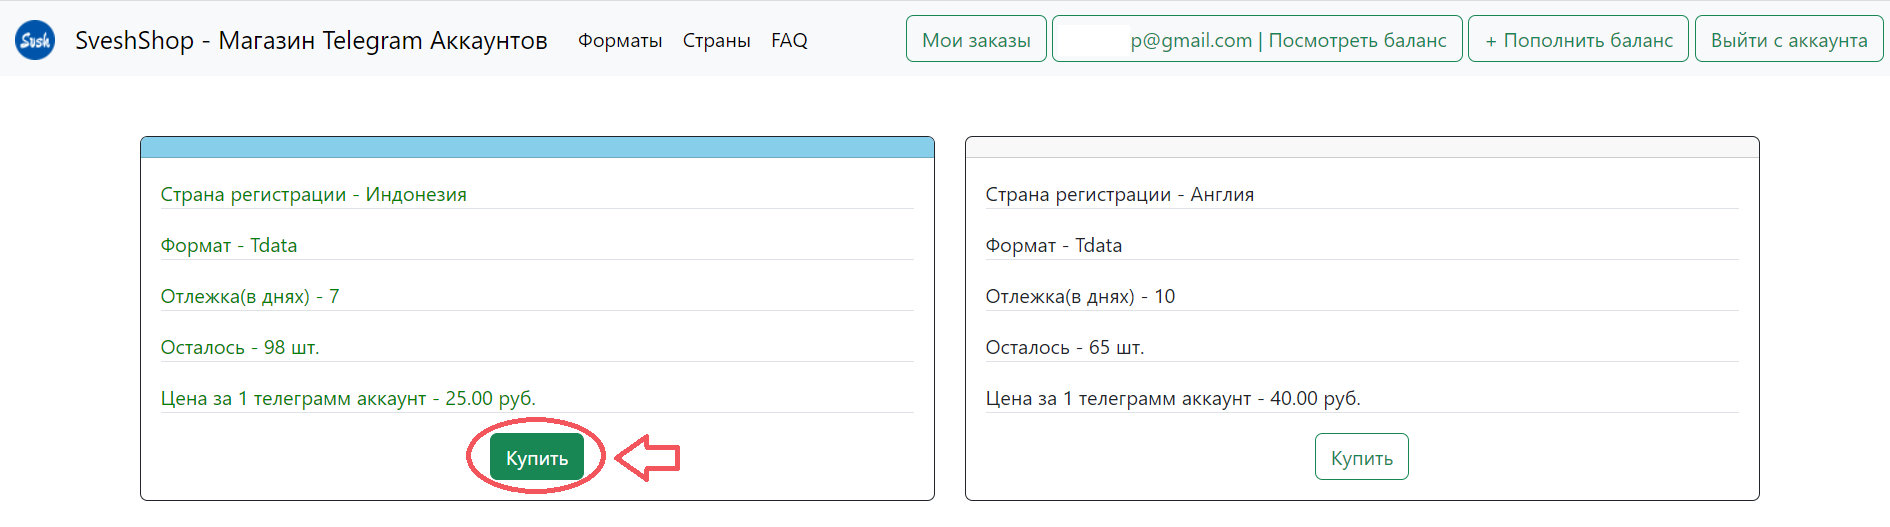 Svsh SveshShop - Магазин Telegram Аккаунтов Форматы Страны FAQ Мои заказы p@gmail.com | Посмотреть баланс + Пополнить баланс Выйти с аккаунта
Страна регистрации - Индонезия
Формат - Tdata
Отлежка(в днях) - 7
Осталось - 98 шт.
Цена за 1 телеграмм аккаунт - 25.00 руб.
Купить
Страна регистрации - Англия
Формат - Tdata
Отлежка(в днях) - 10
Осталось - 65 шт.
Цена за 1 телеграмм аккаунт - 40.00 руб.
Купить